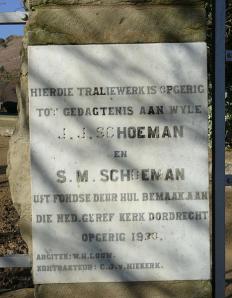 HIERDIE TRALIEWERK IS OPGERIG
TOT GEDAGTENIS AAN WYLE
J. J. SCHOEMAN
EN
S. M. SCHOEMAN
UIT FONDSE DEUR HUL BEMAAK AAN
DIE NED. GEREF KERK DORDRECHT
OPGERIG
ARGITEK: W. H. LOUW.
KONTRAKTEUR: C. J. V. NIEKERK.